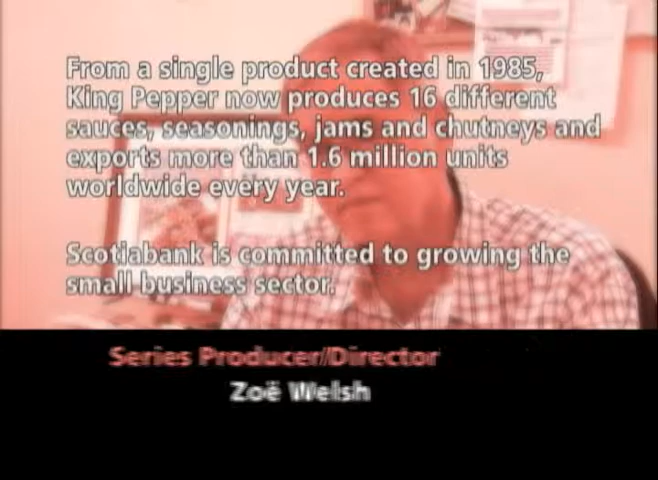 From a single product created in 1985,
King Pepper now produces 16 different
sauces, seasonings, jams and chutneys and
exports more than 1.6 million units
worldwide every year.
Scotiabank is committed to growing the
small business sector.
Series Producer/Director
Zoë Welsh